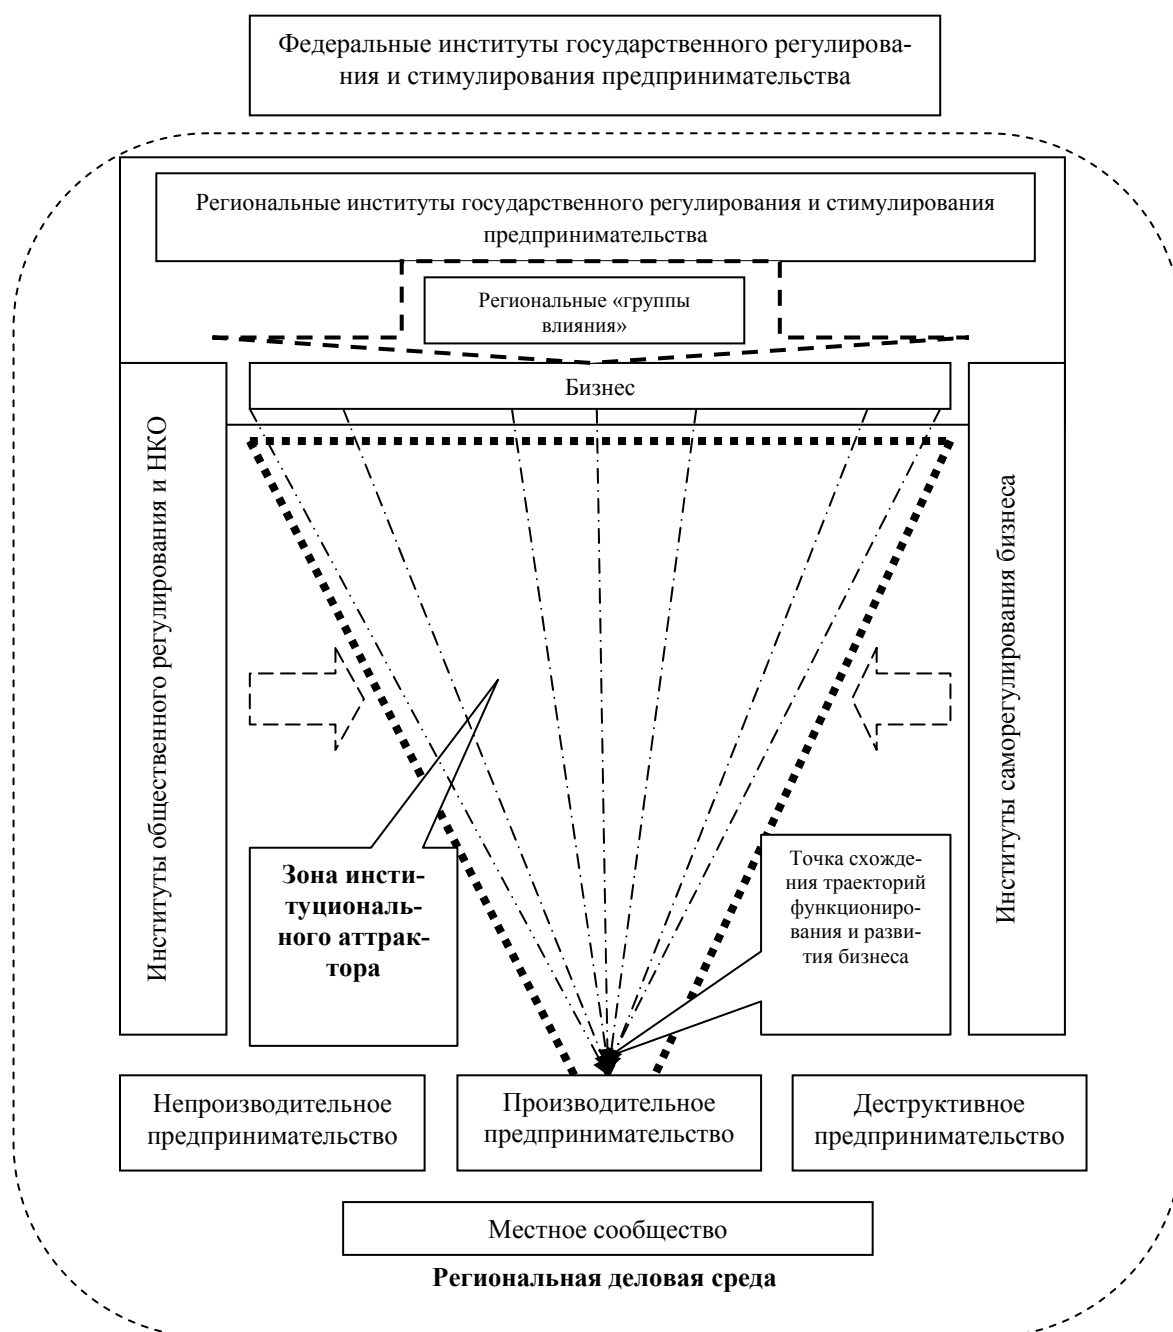 Федеральные институты государственного регулирова-
ния и стимулирования предпринимательства
Региональные институты государственного регулирования и стимулирования
предпринимательства
Региональные «группы
влияния»
Бизнес
Институты общественного регулирования и НКО
Институты саморегулирования бизнеса
Зона инсти-
туциональ-
ного аттрак-
тора
Точка схожде-
ния траекторий
функциониро-
вания и разви-
тия бизнеса
Непроизводительное
предпринимательство
Производительное
предпринимательство
Деструктивное
предпринимательство
Местное сообщество
Региональная деловая среда